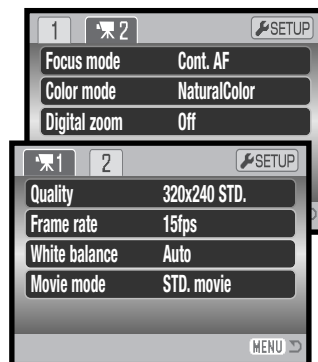 1 2 SETUP
Focus mode Cont. AF
Color mode NaturalColor
Digital zoom Off
1 2 SETUP
Quality 320x240 STD.
Frame rate 15fps
White balance Auto
Movie mode STD. movie
MENU